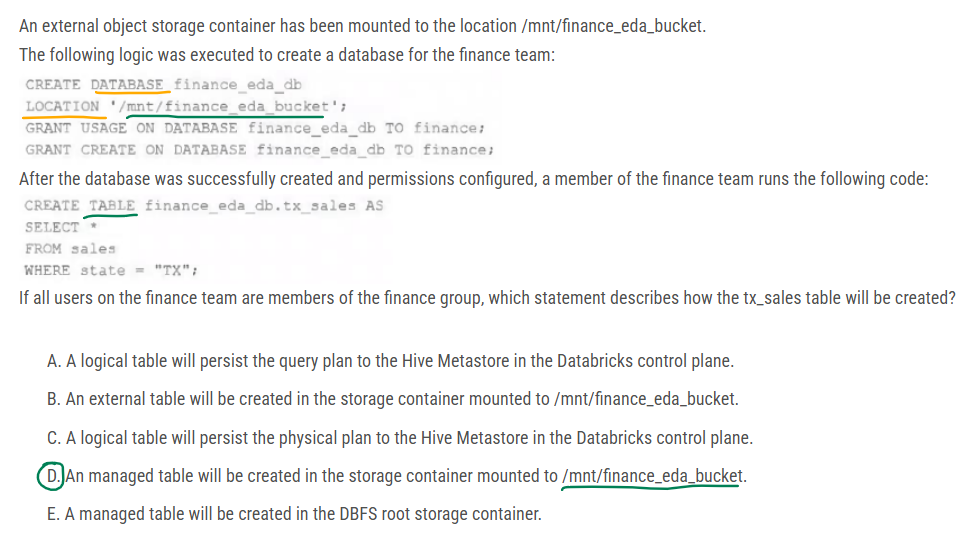 An external object storage container has been mounted to the location /mnt/finance_eda_bucket.
The following logic was executed to create a database for the finance team:
CREATE DATABASE finance_eda_db
LOCATION '/mnt/finance_eda_bucket';
GRANT USAGE ON DATABASE finance_eda_db TO finance;
GRANT CREATE ON DATABASE finance_eda_db TO finance;
After the database was successfully created and permissions configured, a member of the finance team runs the following code:
CREATE TABLE finance_eda_db.tx_sales AS
SELECT *
FROM sales
WHERE state = "TX";
If all users on the finance team are members of the finance group, which statement describes how the tx_sales table will be created?
A. A logical table will persist the query plan to the Hive Metastore in the Databricks control plane.
B. An external table will be created in the storage container mounted to /mnt/finance_eda_bucket.
C. A logical table will persist the physical plan to the Hive Metastore in the Databricks control plane.
D. An managed table will be created in the storage container mounted to /mnt/finance_eda_bucket.
E. A managed table will be created in the DBFS root storage container.